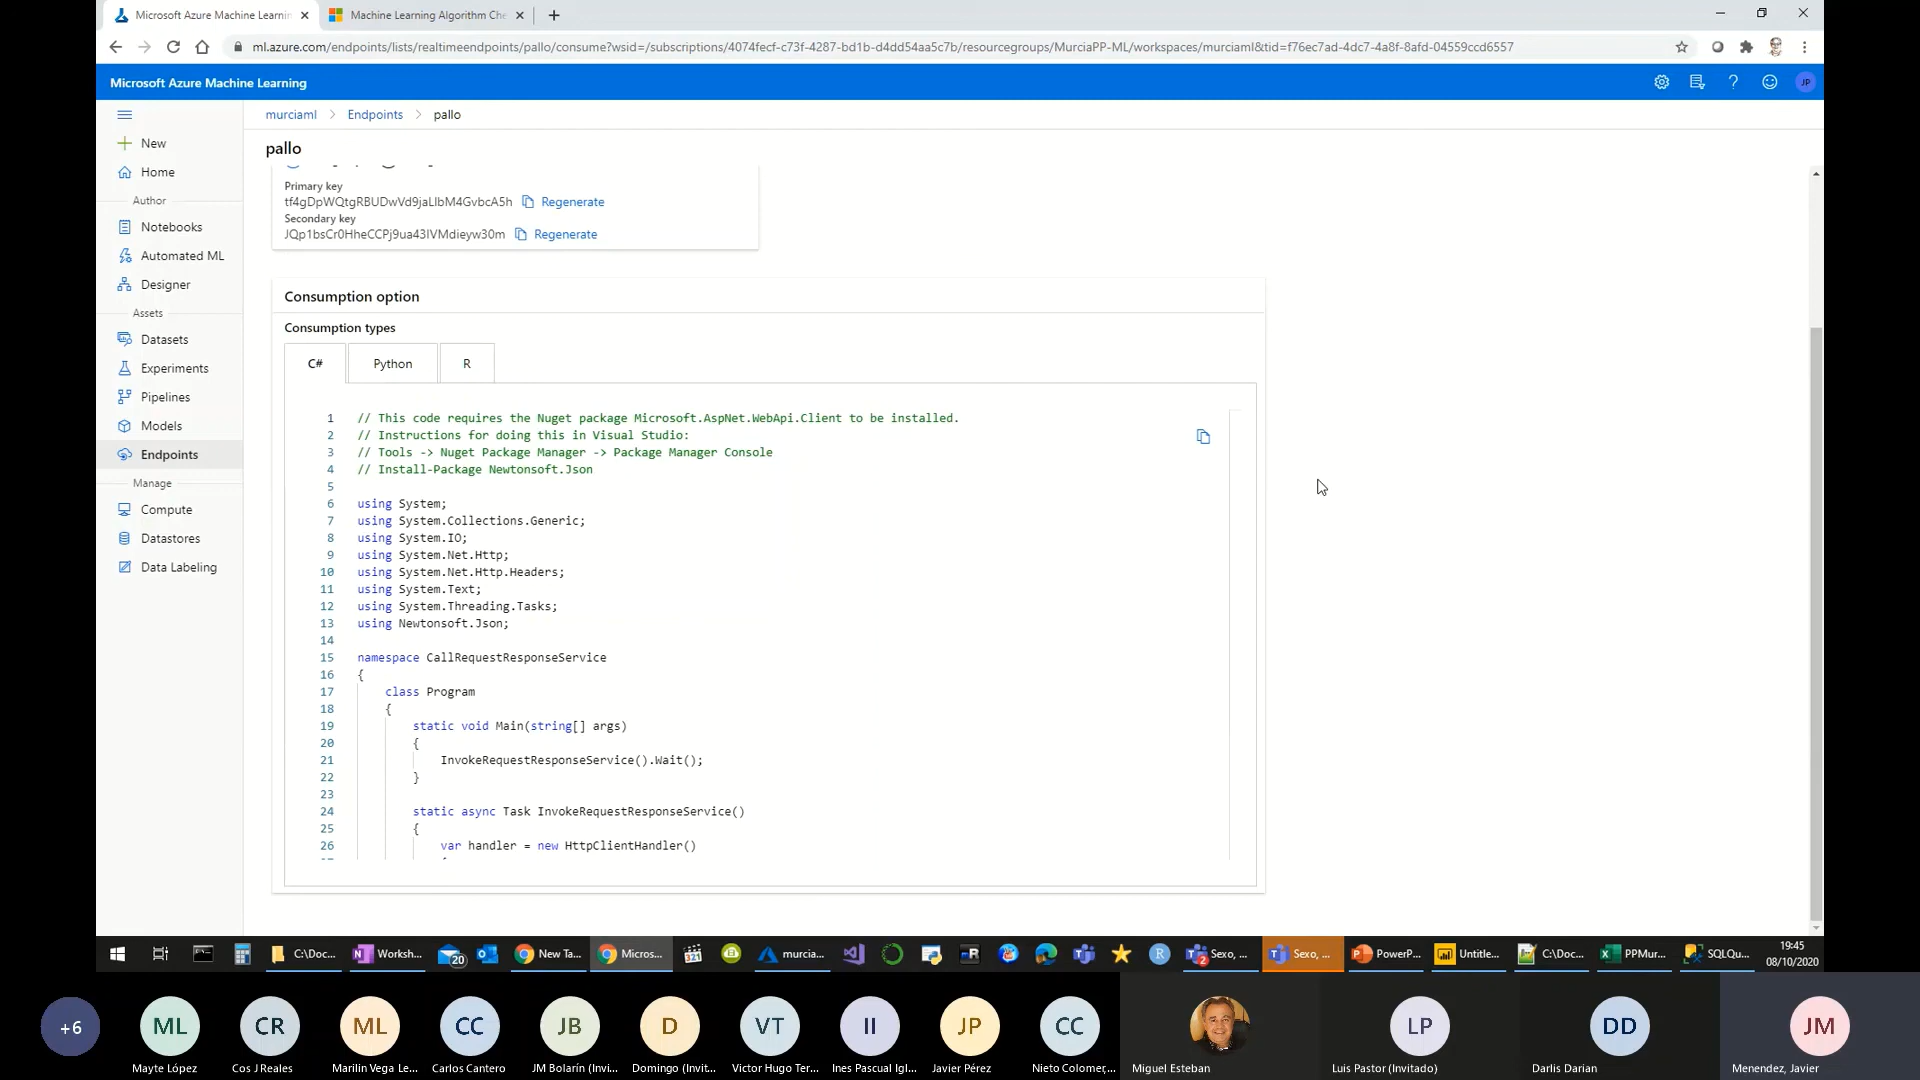 Microsoft Azure Machine Learnin
Machine Learning Algorithm Che
ml.azure.com/endpoints/lists/realtimeendpoints/pallo/consume?wsid=/subscriptions/4074fecf-c73f-4287-bd1b-d4dd54aa5c7b/resourcegroups/MurciaPP-ML/workspaces/murciaml&tid=f76ec7ad-4dc7-4a8f-8afd-04559ccd6557
Microsoft Azure Machine Learning
JP
murciaml > Endpoints > pallo
New
Home
Author
Notebooks
Automated ML
Designer
Assets
Datasets
Experiments
Pipelines
Models
Endpoints
Manage
Compute
Datastores
Data Labeling
pallo
Primary key
tf4gDpWQtgRBUDwVd9jaLIbM4GvbcA5h Regenerate
Secondary key
JQp1bsCr0HheCCPj9ua43IVMdieyw30m Regenerate
Consumption option
Consumption types
C# Python R
1 // This code requires the Nuget package Microsoft.AspNet.WebApi.Client to be installed.
2 // Instructions for doing this in Visual Studio:
3 // Tools -> Nuget Package Manager -> Package Manager Console
4 // Install-Package Newtonsoft.Json
5
6 using System;
7 using System.Collections.Generic;
8 using System.IO;
9 using System.Net.Http;
10 using System.Net.Http.Headers;
11 using System.Text;
12 using System.Threading.Tasks;
13 using Newtonsoft.Json;
14
15 namespace CallRequestResponseService
16 {
17 class Program
18 {
19 static void Main(string[] args)
20 {
21 InvokeRequestResponseService().Wait();
22 }
23
24 static async Task InvokeRequestResponseService()
25 {
26 var handler = new HttpClientHandler()
C:\Doc... Worksh... 20 New Ta... Micros... 321 murcia... R R 2 Sexo, ... Sexo, ... PowerP... Untitle... C:\Doc... PPMur... SQLQu... 19:45
08/10/2020
+6 ML CR ML CC JB D VT II JP CC LP DD JM
Mayte López Cos J Reales Marilin Vega Le... Carlos Cantero JM Bolarín (Invi... Domingo (Invit... Victor Hugo Ter... Ines Pascual Igl... Javier Pérez Nieto Colomer,... Miguel Esteban Luis Pastor (Invitado) Darlis Darian Menendez, Javier